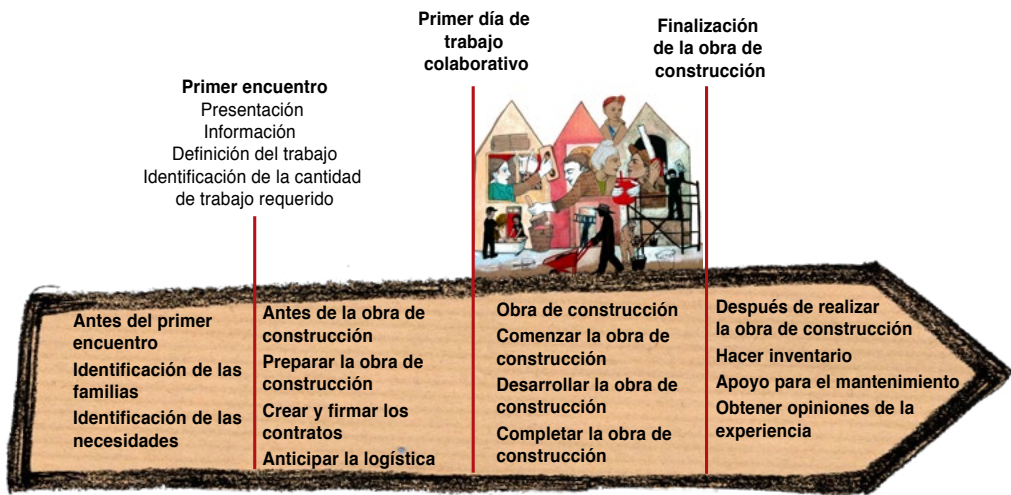 Primer encuentro
Presentación
Información
Definición del trabajo
Identificación de la cantidad
de trabajo requerido
Primer día de
trabajo
colaborativo
Finalización
de la obra de
construcción
Antes del primer
encuentro
Identificación de las
familias
Identificación de las
necesidades
Antes de la obra de
construcción
Preparar la obra de
construcción
Crear y firmar los
contratos
Anticipar la logística
Obra de construcción
Comenzar la obra de
construcción
Desarrollar la obra de
construcción
Completar la obra de
construcción
Después de realizar
la obra de construcción
Hacer inventario
Apoyo para el mantenimiento
Obtener opiniones de la
experiencia